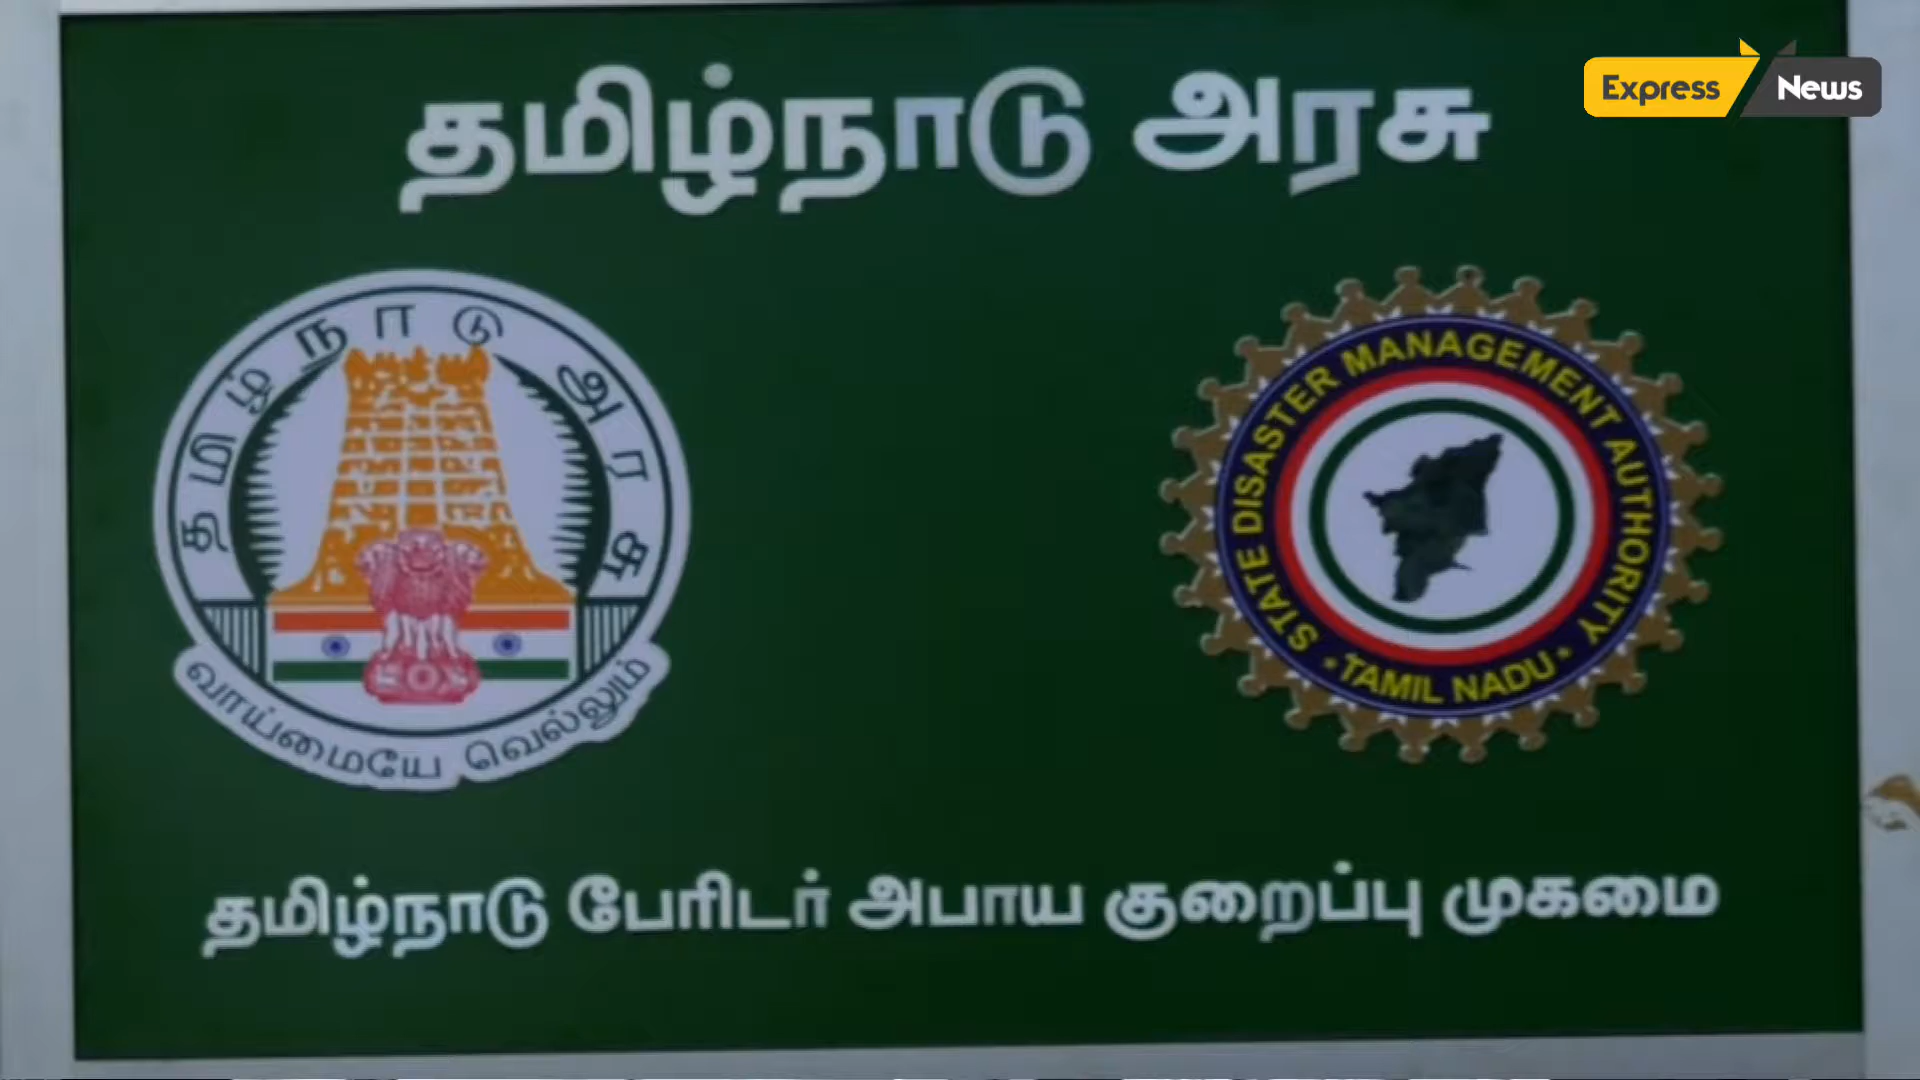 தமிழ்நாடு அரசு
Express News
தமிழ்நாடு அரசு
வாய்மையே வெல்லும்
STATE DISASTER MANAGEMENT AUTHORITY
• TAMIL NADU •
தமிழ்நாடு பேரிடர் அபாய குறைப்பு முகமை